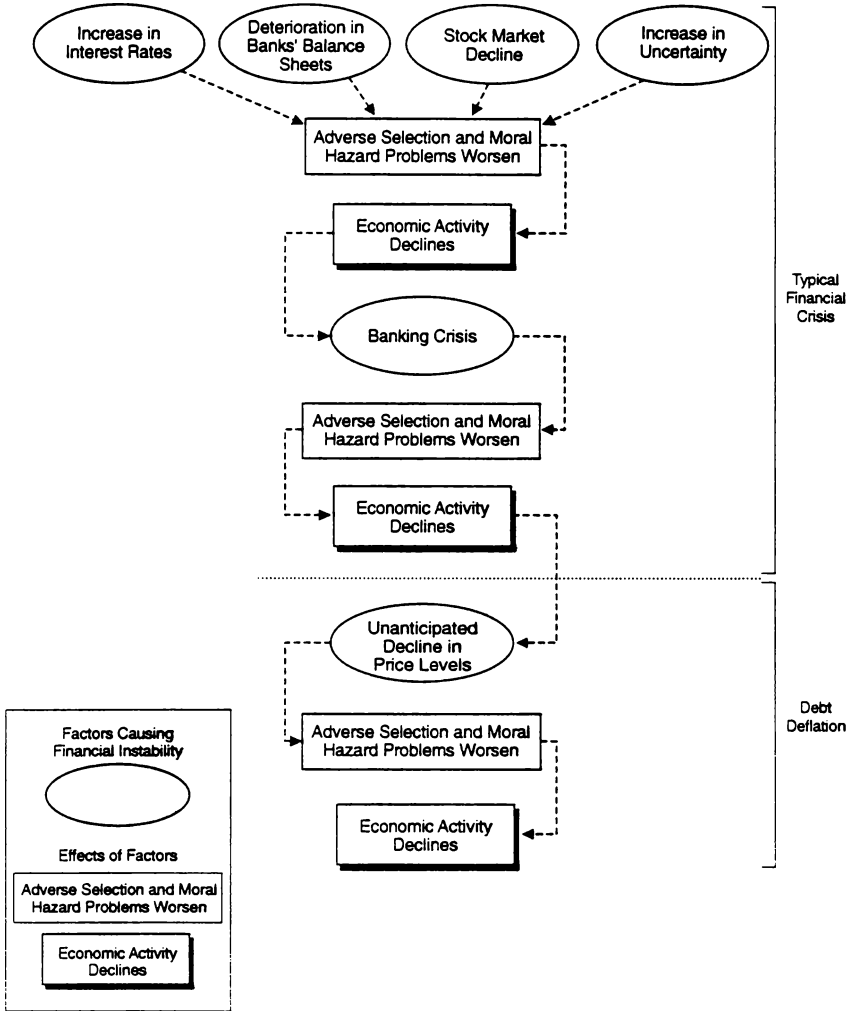 Increase in
Interest Rates
Deterioration in
Banks' Balance
Sheets
Stock Market
Decline
Increase in
Uncertainty
Adverse Selection and Moral
Hazard Problems Worsen
Economic Activity
Declines
Typical
Financial
Crisis
Banking Crisis
Adverse Selection and Moral
Hazard Problems Worsen
Economic Activity
Declines
Unanticipated
Decline in
Price Levels
Debt
Deflation
Adverse Selection and Moral
Hazard Problems Worsen
Economic Activity
Declines
Factors Causing
Financial Instability
Effects of Factors
Adverse Selection and Moral
Hazard Problems Worsen
Economic Activity
Declines